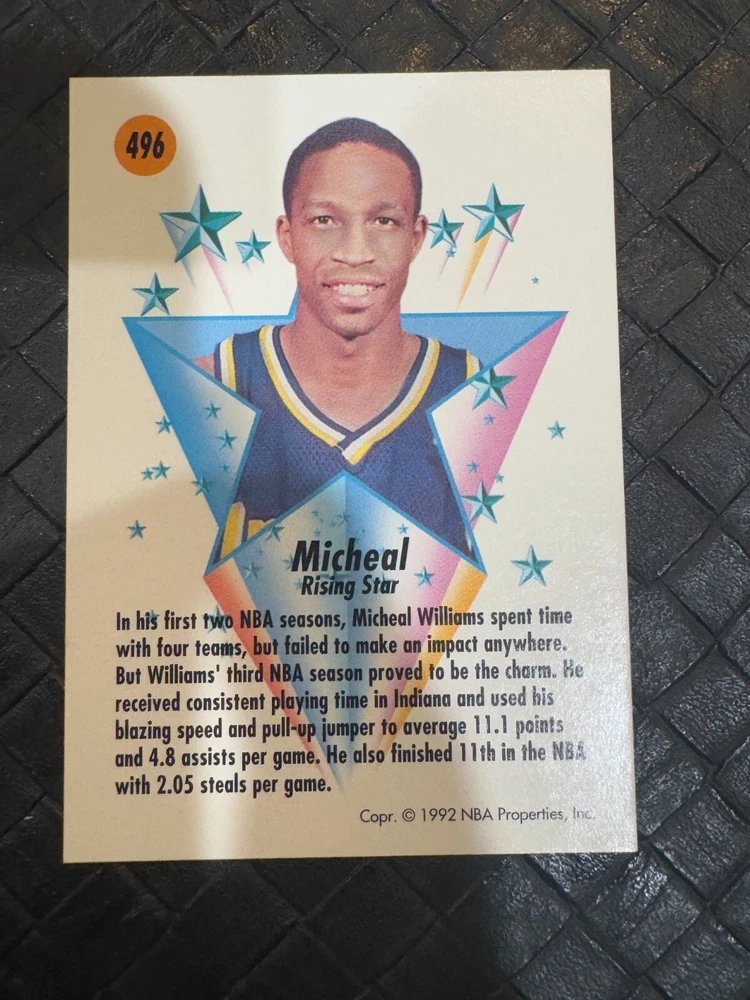 496
Micheal
Rising Star
In his first two NBA seasons, Micheal Williams spent time
with four teams, but failed to make an impact anywhere.
But Williams' third NBA season proved to be the charm. He
received consistent playing time in Indiana and used his
blazing speed and pull-up jumper to average 11.1 points
and 4.8 assists per game. He also finished 11th in the NBA
with 2.05 steals per game.
Copr. © 1992 NBA Properties, Inc.